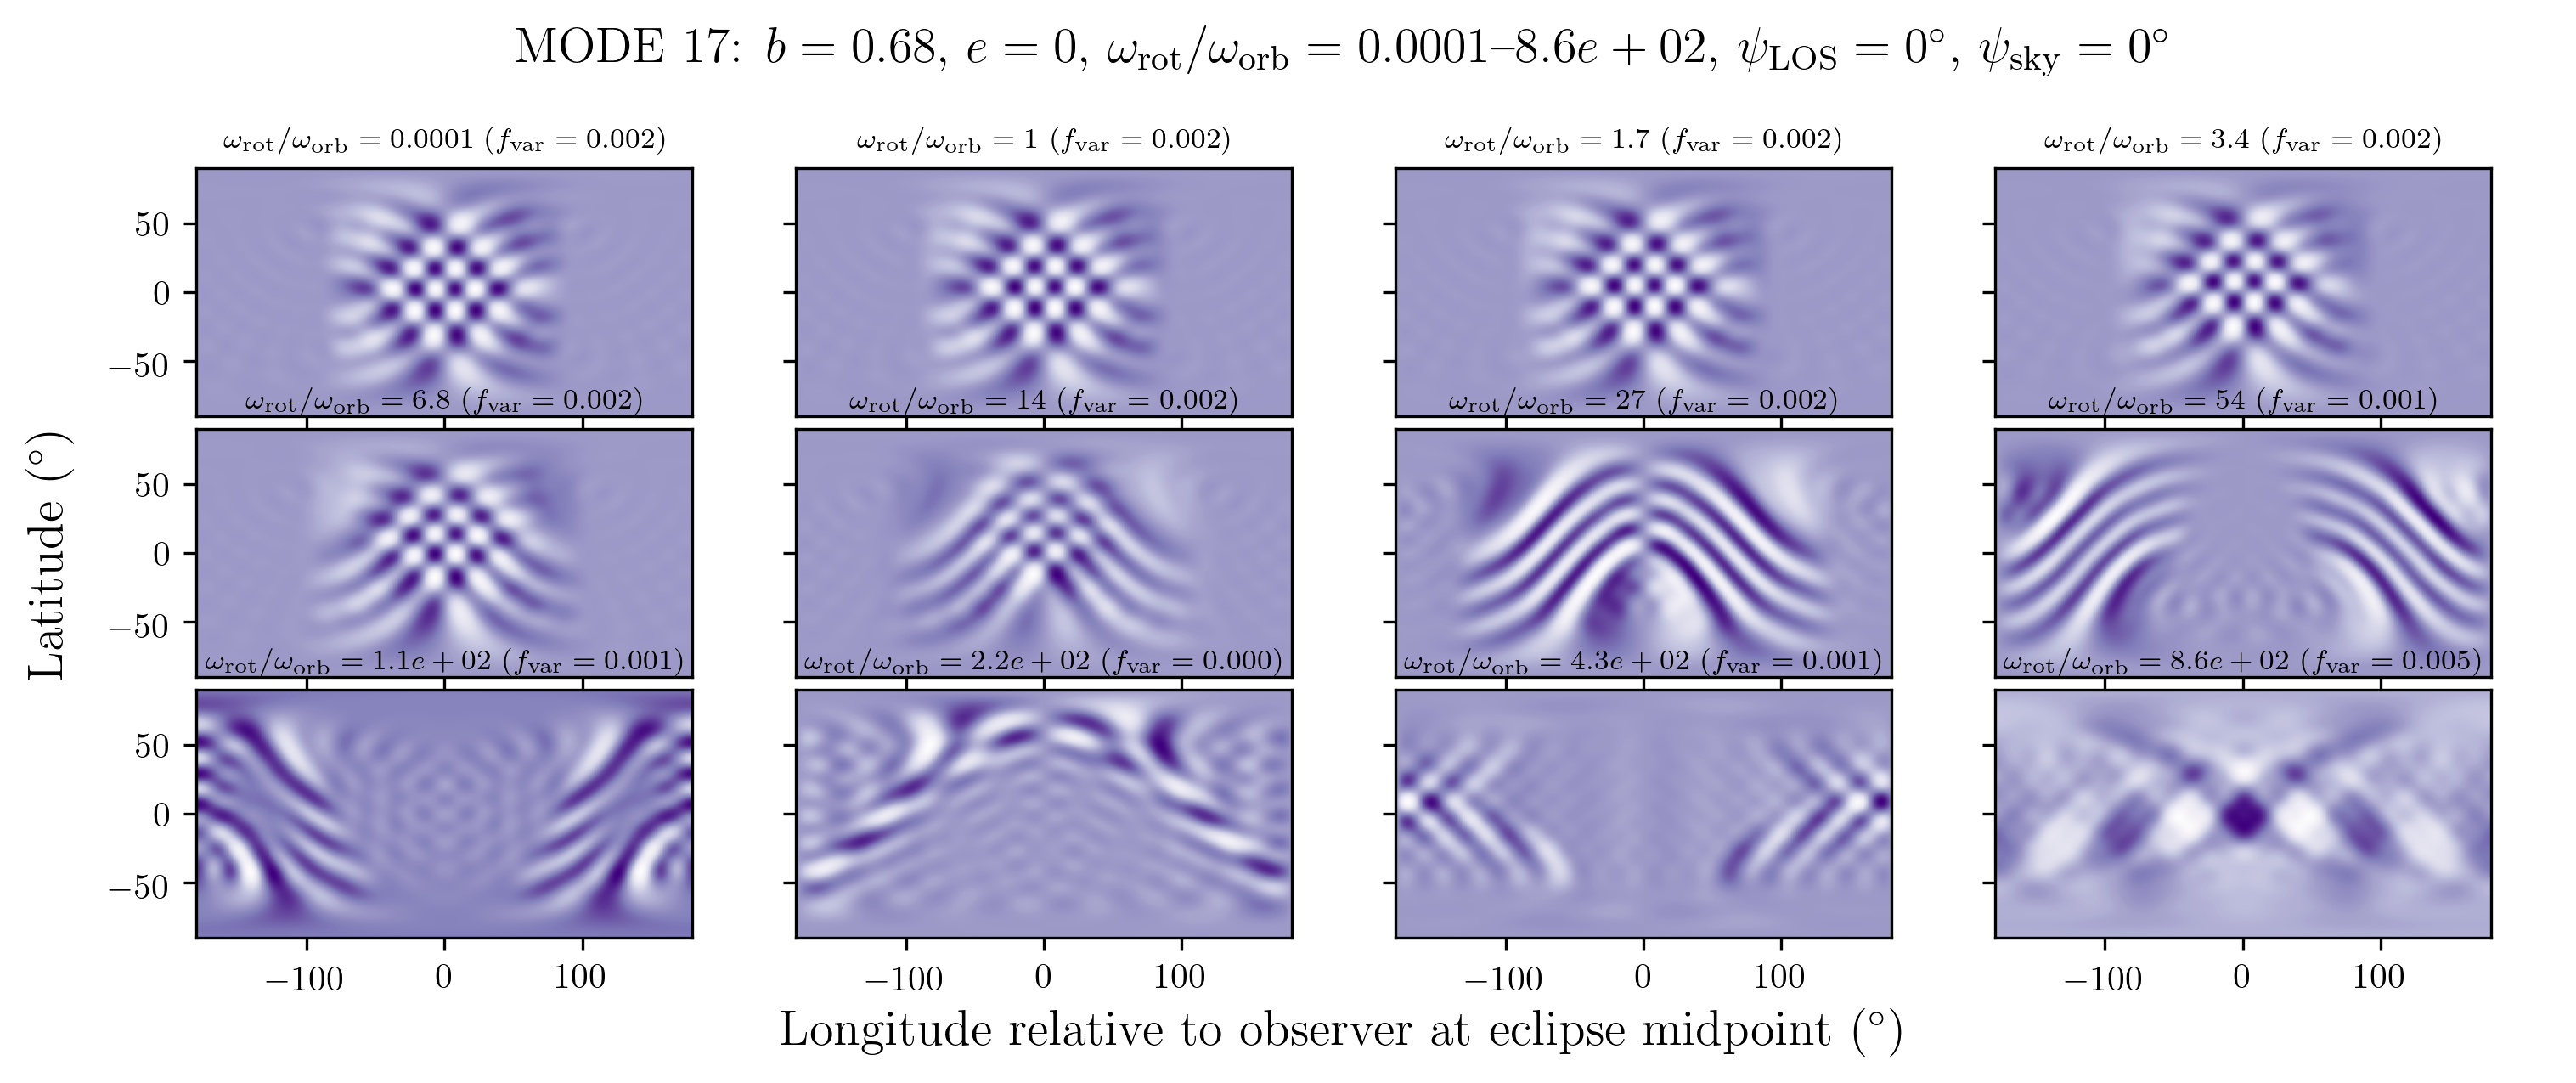 MODE 17: b = 0.68, e = 0, ω_rot/ω_orb = 0.0001–8.6e + 02, ψ_LOS = 0°, ψ_sky = 0°
ω_rot/ω_orb = 0.0001 (f_var = 0.002)
ω_rot/ω_orb = 1 (f_var = 0.002)
ω_rot/ω_orb = 1.7 (f_var = 0.002)
ω_rot/ω_orb = 3.4 (f_var = 0.002)
50
0
−50
ω_rot/ω_orb = 6.8 (f_var = 0.002)
ω_rot/ω_orb = 14 (f_var = 0.002)
ω_rot/ω_orb = 27 (f_var = 0.002)
ω_rot/ω_orb = 54 (f_var = 0.001)
50
0
−50
ω_rot/ω_orb = 1.1e + 02 (f_var = 0.001)
ω_rot/ω_orb = 2.2e + 02 (f_var = 0.000)
ω_rot/ω_orb = 4.3e + 02 (f_var = 0.001)
ω_rot/ω_orb = 8.6e + 02 (f_var = 0.005)
50
0
−50
Latitude (°)
−100 0 100
−100 0 100
−100 0 100
−100 0 100
Longitude relative to observer at eclipse midpoint (°)